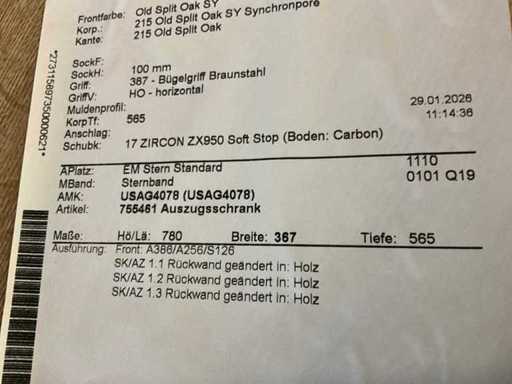 Frontfarbe: Old Split Oak SY
Korp.: 215 Old Split Oak SY Synchronpore
Kante: 215 Old Split Oak
SockF:
SockH: 100 mm
Griff: 387 - Bügelgriff Braunstahl
GriffV: HO - horizontal
Muldenprofil:
KorpTf: 565
Anschlag:
Schubk: 17 ZIRCON ZX950 Soft Stop (Boden: Carbon)
29.01.2026
11:14:36
APlatz: EM Stern Standard 1110
MBand: Sternband 0101 Q19
AMK: USAG4078 (USAG4078)
Artikel: 755461 Auszugsschrank
Maße: Hö/Lä: 780 Breite: 367 Tiefe: 565
Ausführung: Front: A386/A256/S126
SK/AZ 1.1 Rückwand geändert in: Holz
SK/AZ 1.2 Rückwand geändert in: Holz
SK/AZ 1.3 Rückwand geändert in: Holz